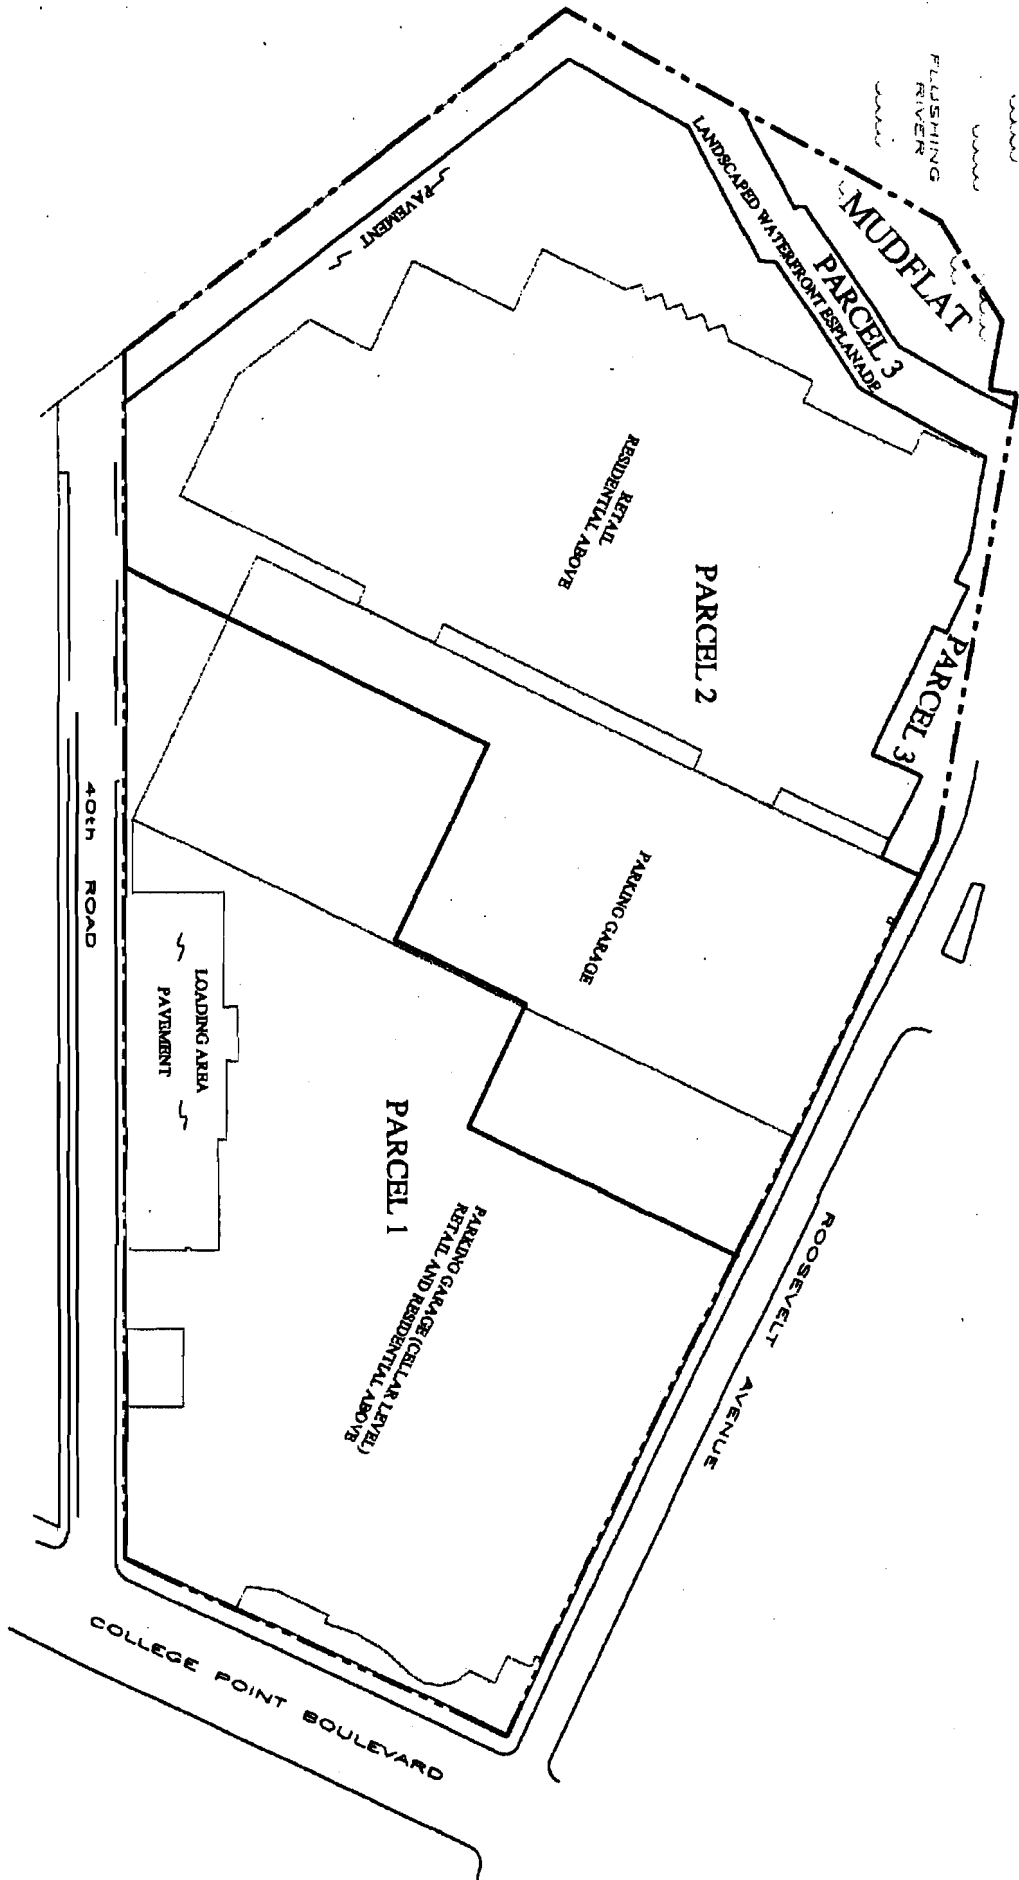 FLUSHING
RIVER
MUDFLAT
PARCEL 3
LANDSCAPED WATERFRONT ESPLANADE
PAVEMENT
RETAIL
RESIDENTIAL ABOVE
PARCEL 2
PARCEL 3
PARKING GARAGE
40th ROAD
LOADING AREA
PAVEMENT
PARCEL 1
PARKING GARAGE (CELLAR LEVEL)
RETAIL AND RESIDENTIAL ABOVE
ROOSEVELT AVENUE
COLLEGE POINT BOULEVARD